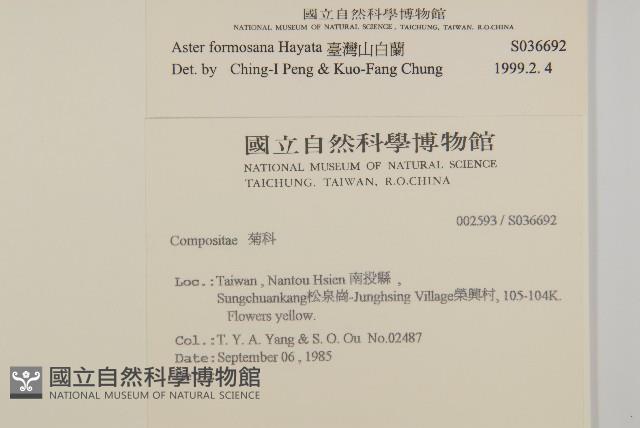 國立自然科學博物館
NATIONAL MUSEUM OF NATURAL SCIENCE, TAICHUNG, TAIWAN, R.O.CHINA
Aster formosana Hayata 臺灣山白蘭 S036692
Det. by Ching-I Peng & Kuo-Fang Chung 1999.2. 4
國立自然科學博物館
NATIONAL MUSEUM OF NATURAL SCIENCE
TAICHUNG. TAIWAN, R.O.CHINA
002593 / S036692
Compositae 菊科
Loc.:Taiwan , Nantou Hsien 南投縣 ,
Sungchuankang松泉崗-Junghsing Village榮興村, 105-104K.
Flowers yellow.
Col.:T. Y. A. Yang & S. O. Ou No.02487
Date:September 06 , 1985
國立自然科學博物館
NATIONAL MUSEUM OF NATURAL SCIENCE